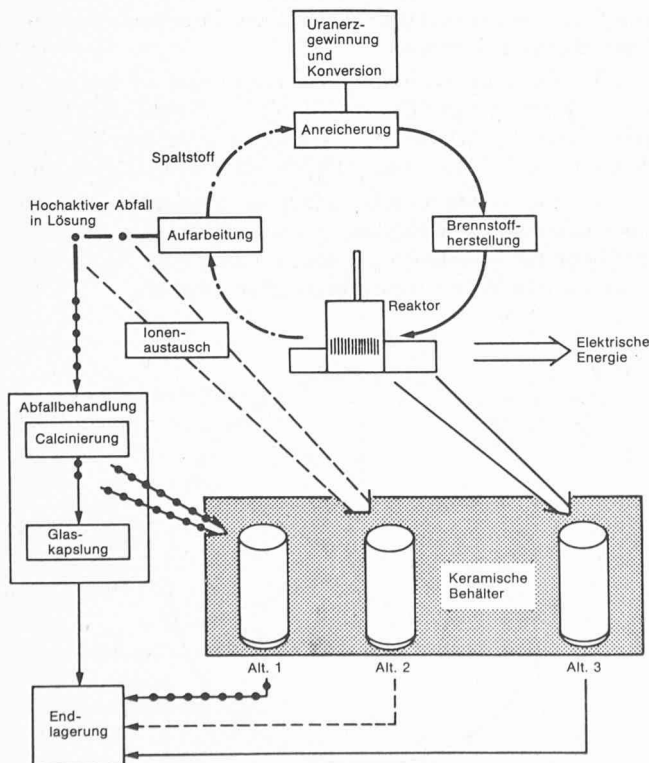 Uranerz-
gewinnung
und
Konversion
Anreicherung
Spaltstoff
Hochaktiver Abfall
in Lösung
Aufarbeitung
Brennstoff-
herstellung
Reaktor
Ionen-
austausch
Elektrische
Energie
Abfallbehandlung
Calcinierung
Glas-
kapslung
Keramische
Behälter
Alt. 1
Alt. 2
Alt. 3
End-
lagerung